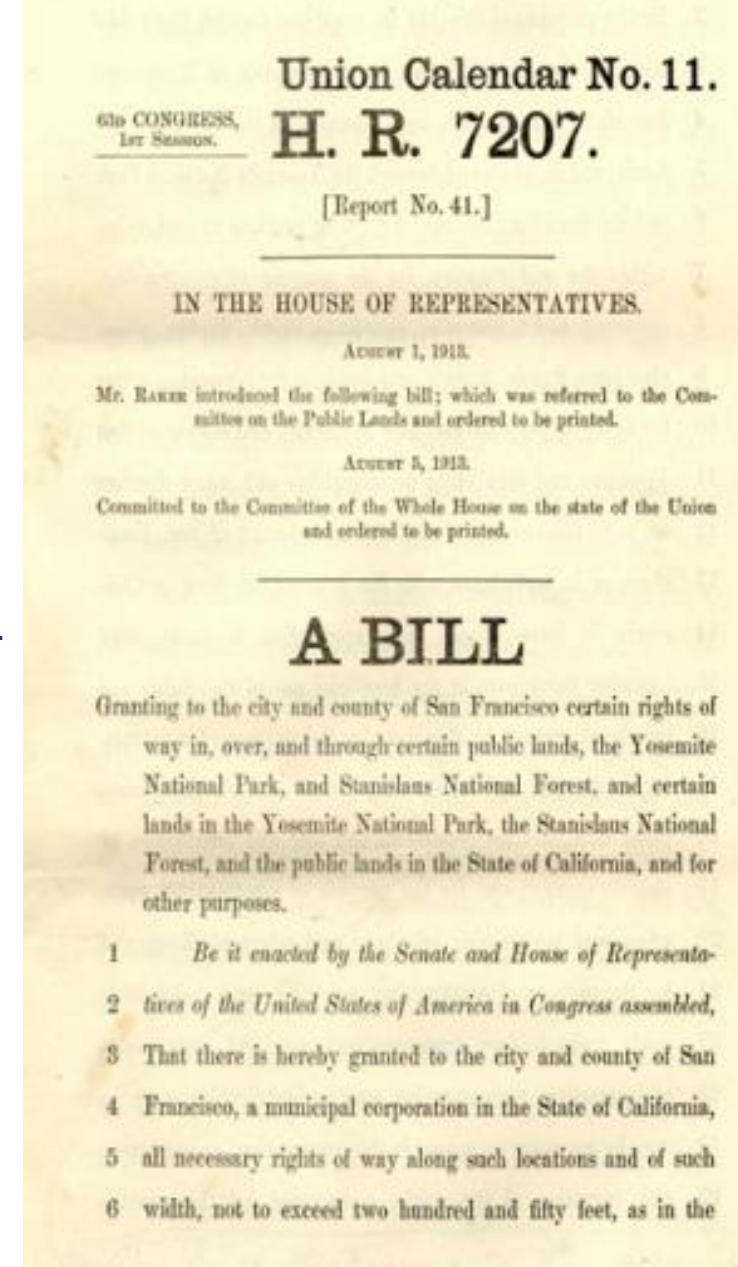 Union Calendar No. 11.
63D CONGRESS,
1ST SESSION.
H. R. 7207.
[Report No. 41.]
IN THE HOUSE OF REPRESENTATIVES.
AUGUST 1, 1913.
Mr. RAKER introduced the following bill; which was referred to the Com-
mittee on the Public Lands and ordered to be printed.
AUGUST 5, 1913.
Committed to the Committee of the Whole House on the state of the Union
and ordered to be printed.
A BILL
Granting to the city and county of San Francisco certain rights of
way in, over, and through certain public lands, the Yosemite
National Park, and Stanislaus National Forest, and certain
lands in the Yosemite National Park, the Stanislaus National
Forest, and the public lands in the State of California, and for
other purposes.
1 Be it enacted by the Senate and House of Representa-
2 tives of the United States of America in Congress assembled,
3 That there is hereby granted to the city and county of San
4 Francisco, a municipal corporation in the State of California,
5 all necessary rights of way along such locations and of such
6 width, not to exceed two hundred and fifty feet, as in the